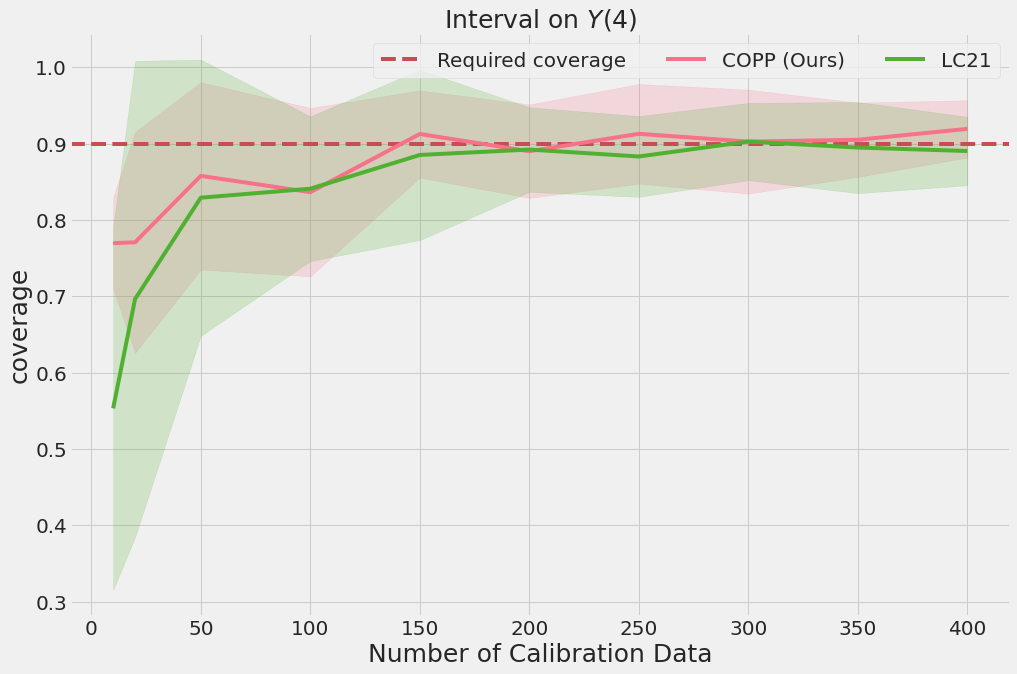 Interval on Y(4)
Required coverage COPP (Ours) LC21
1.0
0.9
0.8
0.7
0.6
0.5
0.4
0.3
coverage
0 50 100 150 200 250 300 350 400
Number of Calibration Data